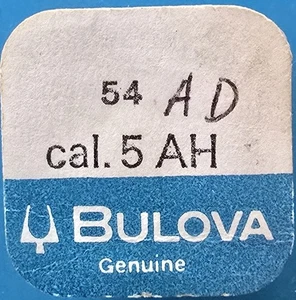 54 AD
cal. 5 AH
BULOVA
Genuine